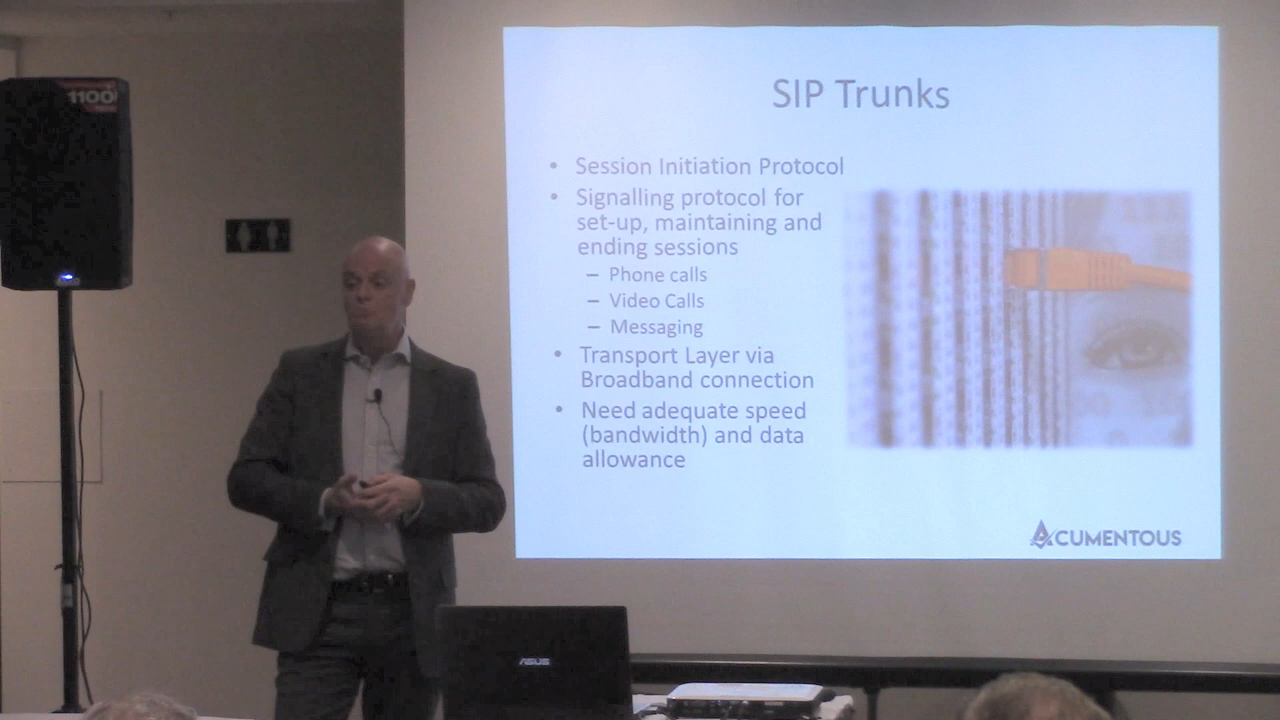 1100
SIP Trunks
• Session Initiation Protocol
• Signalling protocol for
set-up, maintaining and
ending sessions
– Phone calls
– Video Calls
– Messaging
• Transport Layer via
Broadband connection
• Need adequate speed
(bandwidth) and data
allowance
ACUMENTOUS
ASUS